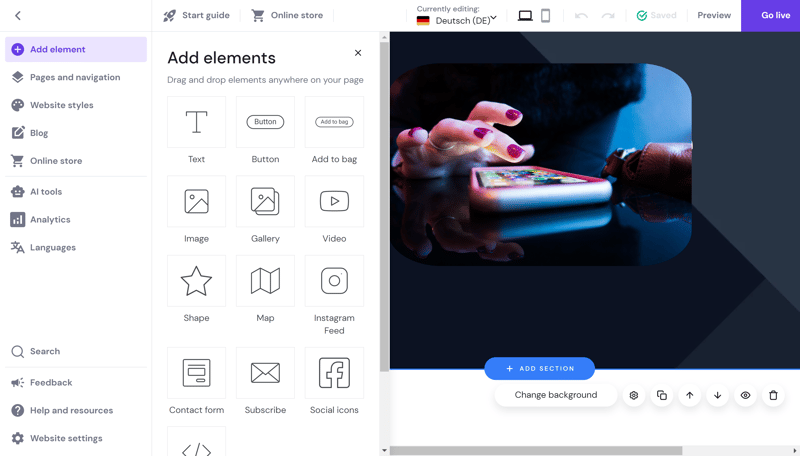 Start guide
Online store
Currently editing:
Deutsch (DE)
Saved
Preview
Go live
Add element
Pages and navigation
Website styles
Blog
Online store
AI tools
Analytics
Languages
Search
Feedback
Help and resources
Website settings
Add elements
Drag and drop elements anywhere on your page
Button
Add to bag
Text
Button
Add to bag
Image
Gallery
Video
Shape
Map
Instagram
Feed
Contact form
Subscribe
Social icons
ADD SECTION
Change background